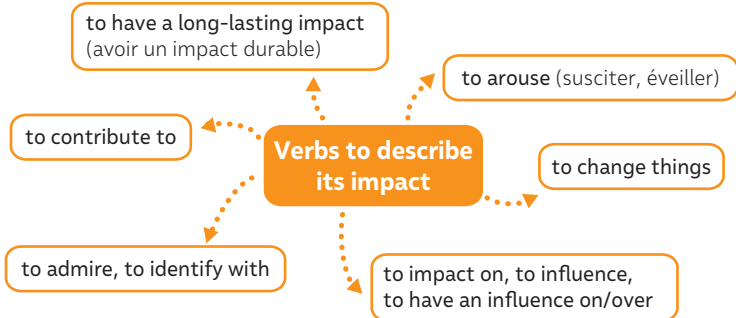 to have a long-lasting impact
(avoir un impact durable)
to arouse (susciter, éveiller)
to contribute to
Verbs to describe
its impact
to change things
to admire, to identify with
to impact on, to influence,
to have an influence on/over